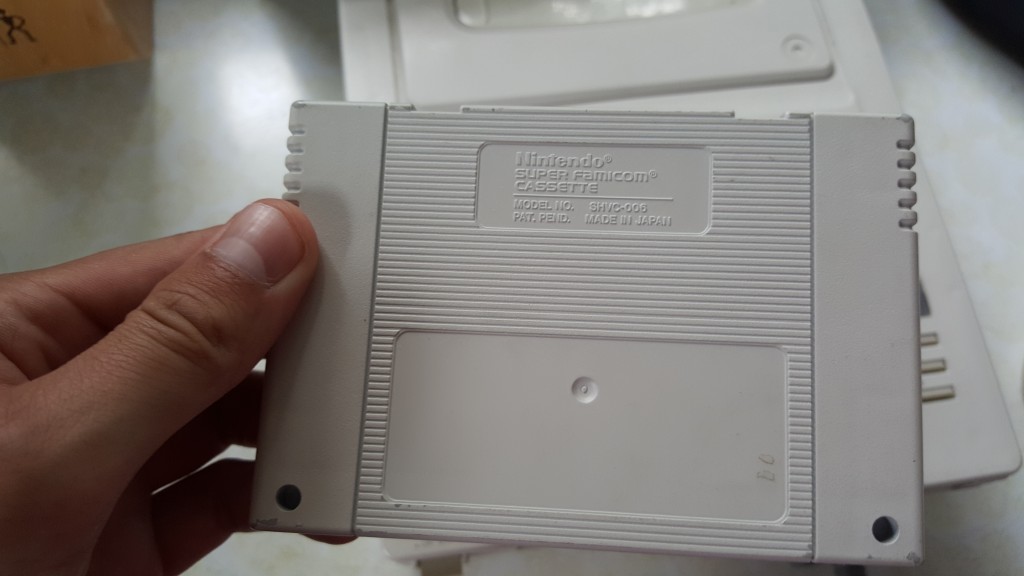 Nintendo®
SUPER FAMICOM®
CASSETTE
MODEL NO. SHVC-006
PAT. PEND. MADE IN JAPAN